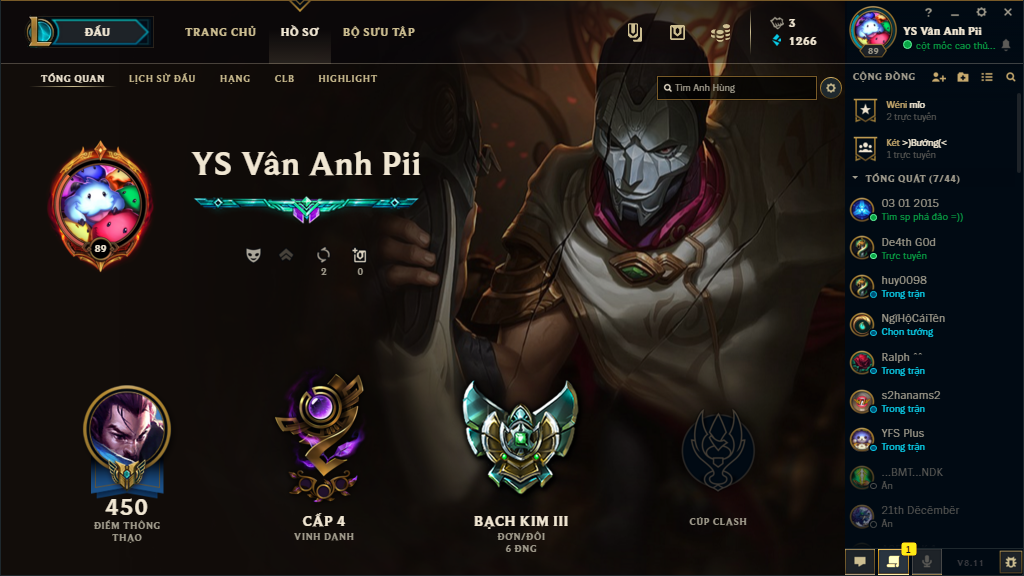 ĐẤU
TRANG CHỦ
HỒ SƠ
BỘ SƯU TẬP
3
1266
TỔNG QUAN
LỊCH SỬ ĐẤU
HẠNG
CLB
HIGHLIGHT
Tìm Anh Hùng
YS Vân Anh Pii
89
2
0
450
ĐIỂM THÔNG
THẠO
CẤP 4
VINH DANH
BẠCH KIM III
ĐƠN/ĐÔI
6 ĐNG
CÚP CLASH
?
89
YS Vân Anh Pii
cột mốc cao thủ...
CỘNG ĐỒNG
Wéni mlo
2 trực tuyến
Két >)Bướng(<
1 trực tuyến
TỔNG QUÁT (7/44)
03 01 2015
Tìm sp phá đảo =))
De4th G0d
Trực tuyến
huy0098
Trong trận
NgIHộCáiTên
Chọn tướng
Ralph ^^
Trong trận
s2hanams2
Trong trận
YFS Plus
Trong trận
...BMT...NDK
Ẩn
21th Dêcêmbêr
Ẩn
1
V8.11